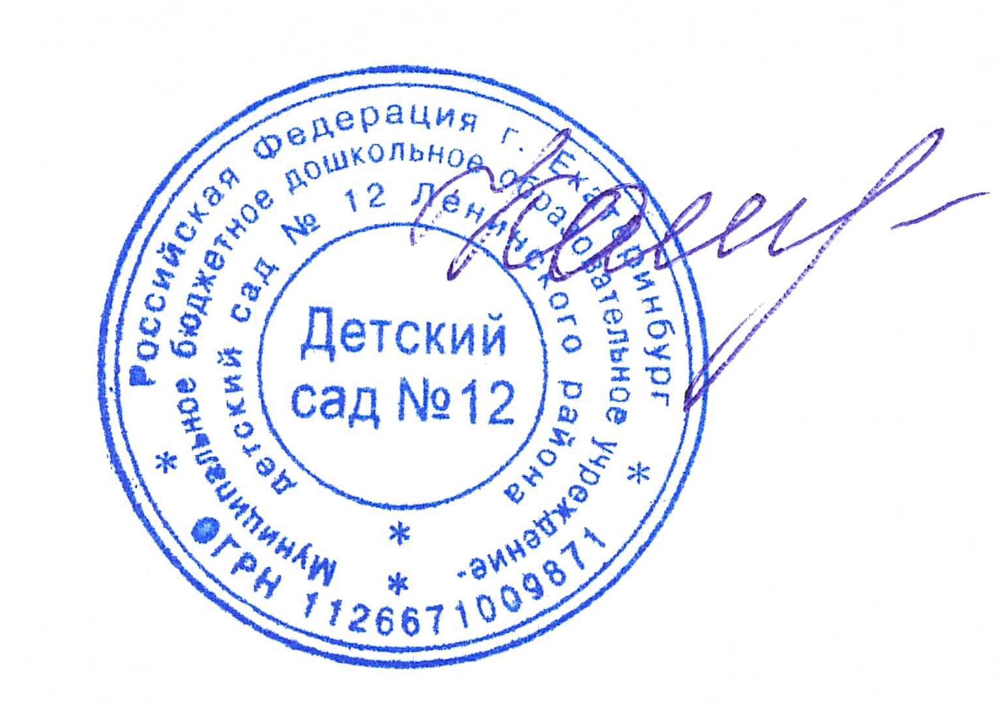 Российская Федерация г. Екатеринбург
Муниципальное бюджетное дошкольное образовательное учреждение-
детский сад № 12 Ленинского района
Детский
сад №12
* * * *
ОГРН 1126671009871